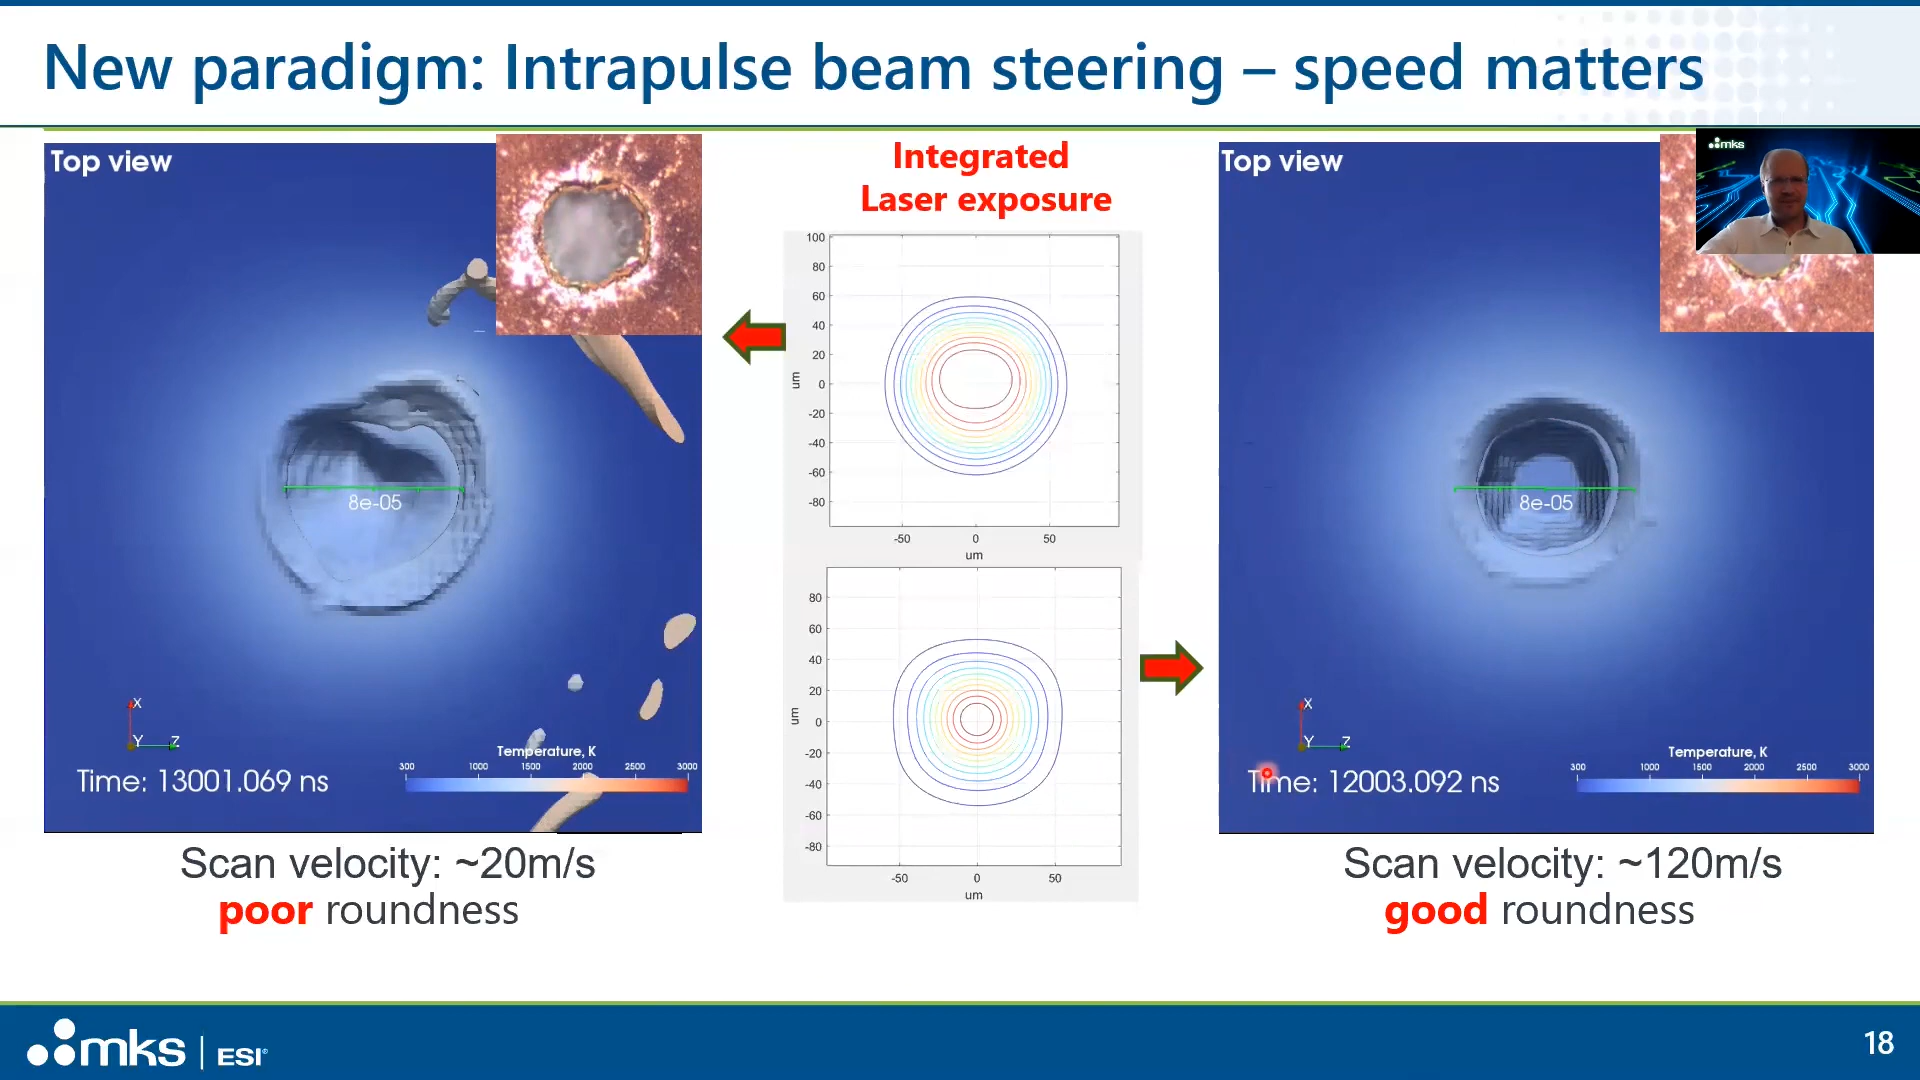 New paradigm: Intrapulse beam steering – speed matters
Top view
Integrated
Laser exposure
Top view
mks
100
80
60
40
20
0
-20
-40
-60
-80
um
-50 0 50
um
80
60
40
20
0
-20
-40
-60
-80
um
-50 0 50
um
8e-05
X
Y Z
Temperature, K
300 1000 1500 2000 2500 3000
Time: 13001.069 ns
8e-05
X
Y Z
Temperature, K
300 1000 1500 2000 2500 3000
Time: 12003.092 ns
Scan velocity: ~20m/s
poor roundness
Scan velocity: ~120m/s
good roundness
mks | ESI®
18